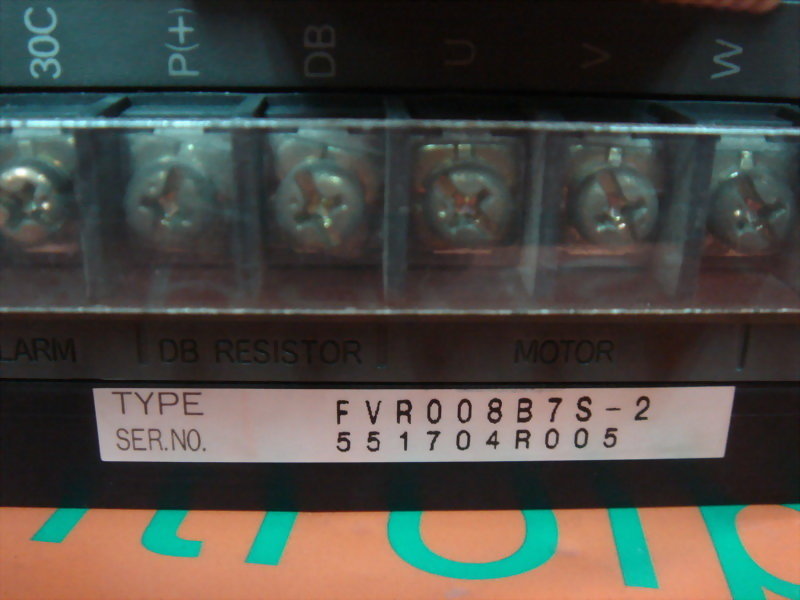 30C P(+) DB U V W
LARM DB RESISTOR MOTOR
TYPE FVR008B7S-2
SER.NO. 551704R005